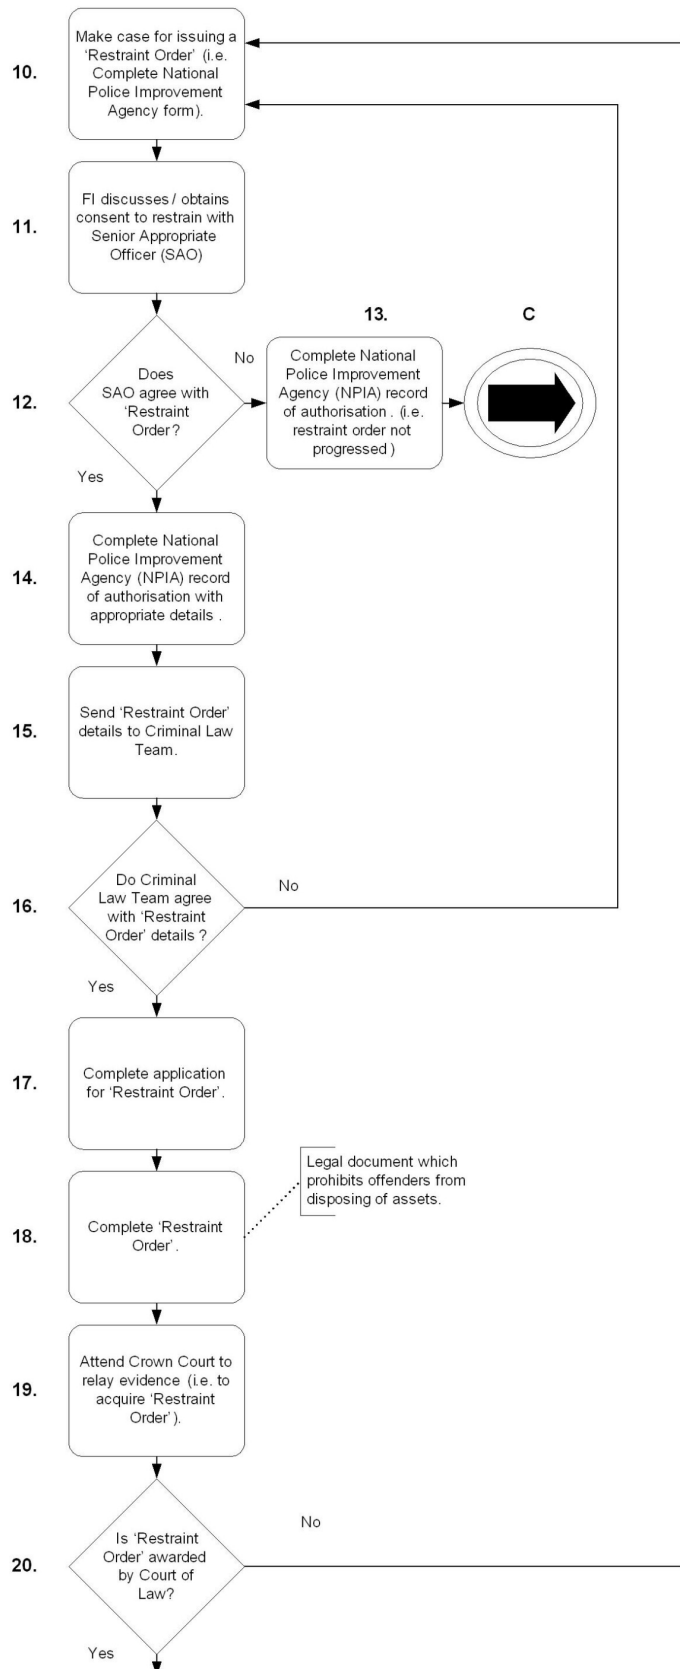 10.
Make case for issuing a
'Restraint Order' (i.e.
Complete National
Police Improvement
Agency form).
11.
FI discusses / obtains
consent to restrain with
Senior Appropriate
Officer (SAO)
12.
Does
SAO agree with
'Restraint
Order?
No
Yes
13.
Complete National
Police Improvement
Agency (NPIA) record
of authorisation . (i.e.
restraint order not
progressed )
C
14.
Complete National
Police Improvement
Agency (NPIA) record
of authorisation with
appropriate details .
15.
Send 'Restraint Order'
details to Criminal Law
Team.
16.
Do Criminal
Law Team agree
with 'Restraint
Order' details ?
No
Yes
17.
Complete application
for 'Restraint Order'.
18.
Complete 'Restraint
Order'.
Legal document which
prohibits offenders from
disposing of assets.
19.
Attend Crown Court to
relay evidence (i.e. to
acquire 'Restraint
Order').
20.
Is 'Restraint
Order' awarded
by Court of
Law?
No
Yes